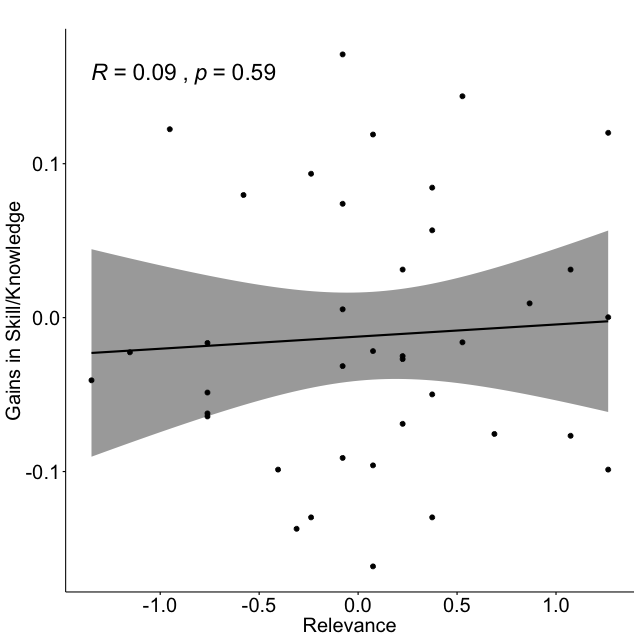 R = 0.09 , p = 0.59
Gains in Skill/Knowledge
0.1
0.0
-0.1
-1.0 -0.5 0.0 0.5 1.0
Relevance